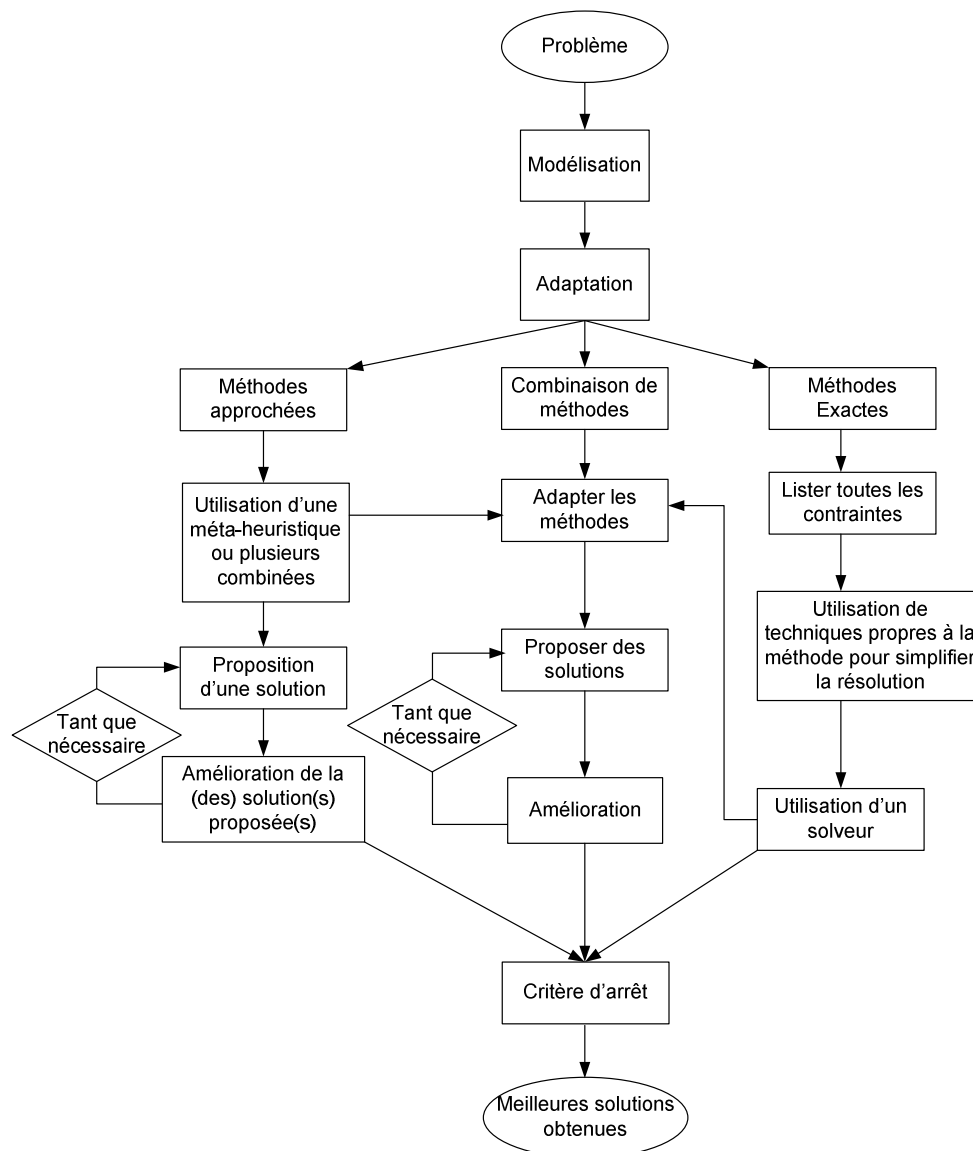 Problème
Modélisation
Adaptation
Méthodes
approchées
Combinaison de
méthodes
Méthodes
Exactes
Utilisation d'une
méta-heuristique
ou plusieurs
combinées
Adapter les
méthodes
Lister toutes les
contraintes
Utilisation de
techniques propres à la
méthode pour simplifier
la résolution
Proposition
d'une solution
Proposer des
solutions
Tant que
nécessaire
Tant que
nécessaire
Amélioration de la
(des) solution(s)
proposée(s)
Amélioration
Utilisation d'un
solveur
Critère d'arrêt
Meilleures solutions
obtenues